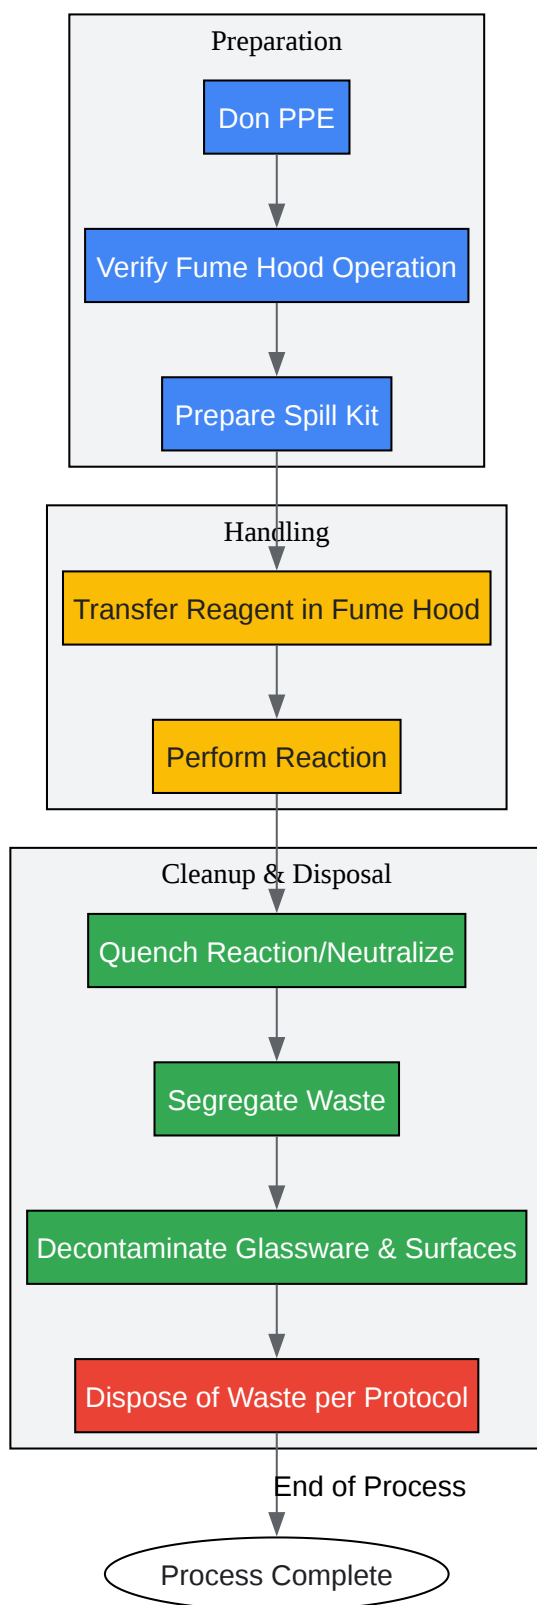 Preparation
Don PPE
Verify Fume Hood Operation
Prepare Spill Kit
Handling
Transfer Reagent in Fume Hood
Perform Reaction
Cleanup & Disposal
Quench Reaction/Neutralize
Segregate Waste
Decontaminate Glassware & Surfaces
Dispose of Waste per Protocol
End of Process
Process Complete